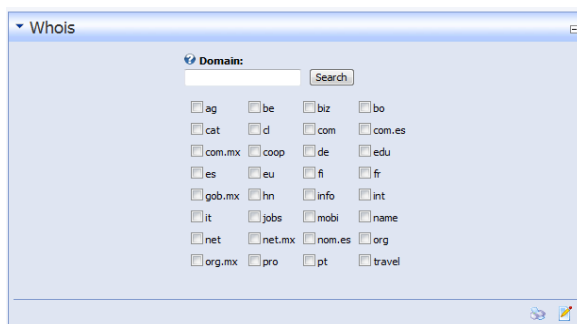 Whois
Domain:
Search
ag be biz bo
cat cl com com.es
com.mx coop de edu
es eu fi fr
gob.mx hn info int
it jobs mobi name
net net.mx nom.es org
org.mx pro pt travel